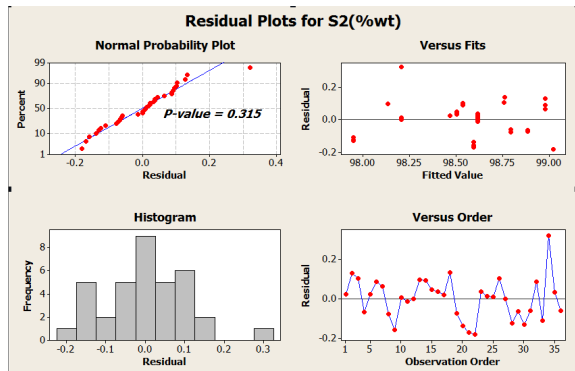 Residual Plots for S2(%wt)
Normal Probability Plot
99
90
50
10
1
Percent
P-value = 0.315
-0.2 0.0 0.2 0.4
Residual
Versus Fits
0.2
0.0
-0.2
Residual
98.00 98.25 98.50 98.75 99.00
Fitted Value
Histogram
8
6
4
2
0
Frequency
-0.2 -0.1 0.0 0.1 0.2 0.3
Residual
Versus Order
0.2
0.0
-0.2
Residual
1 5 10 15 20 25 30 35
Observation Order